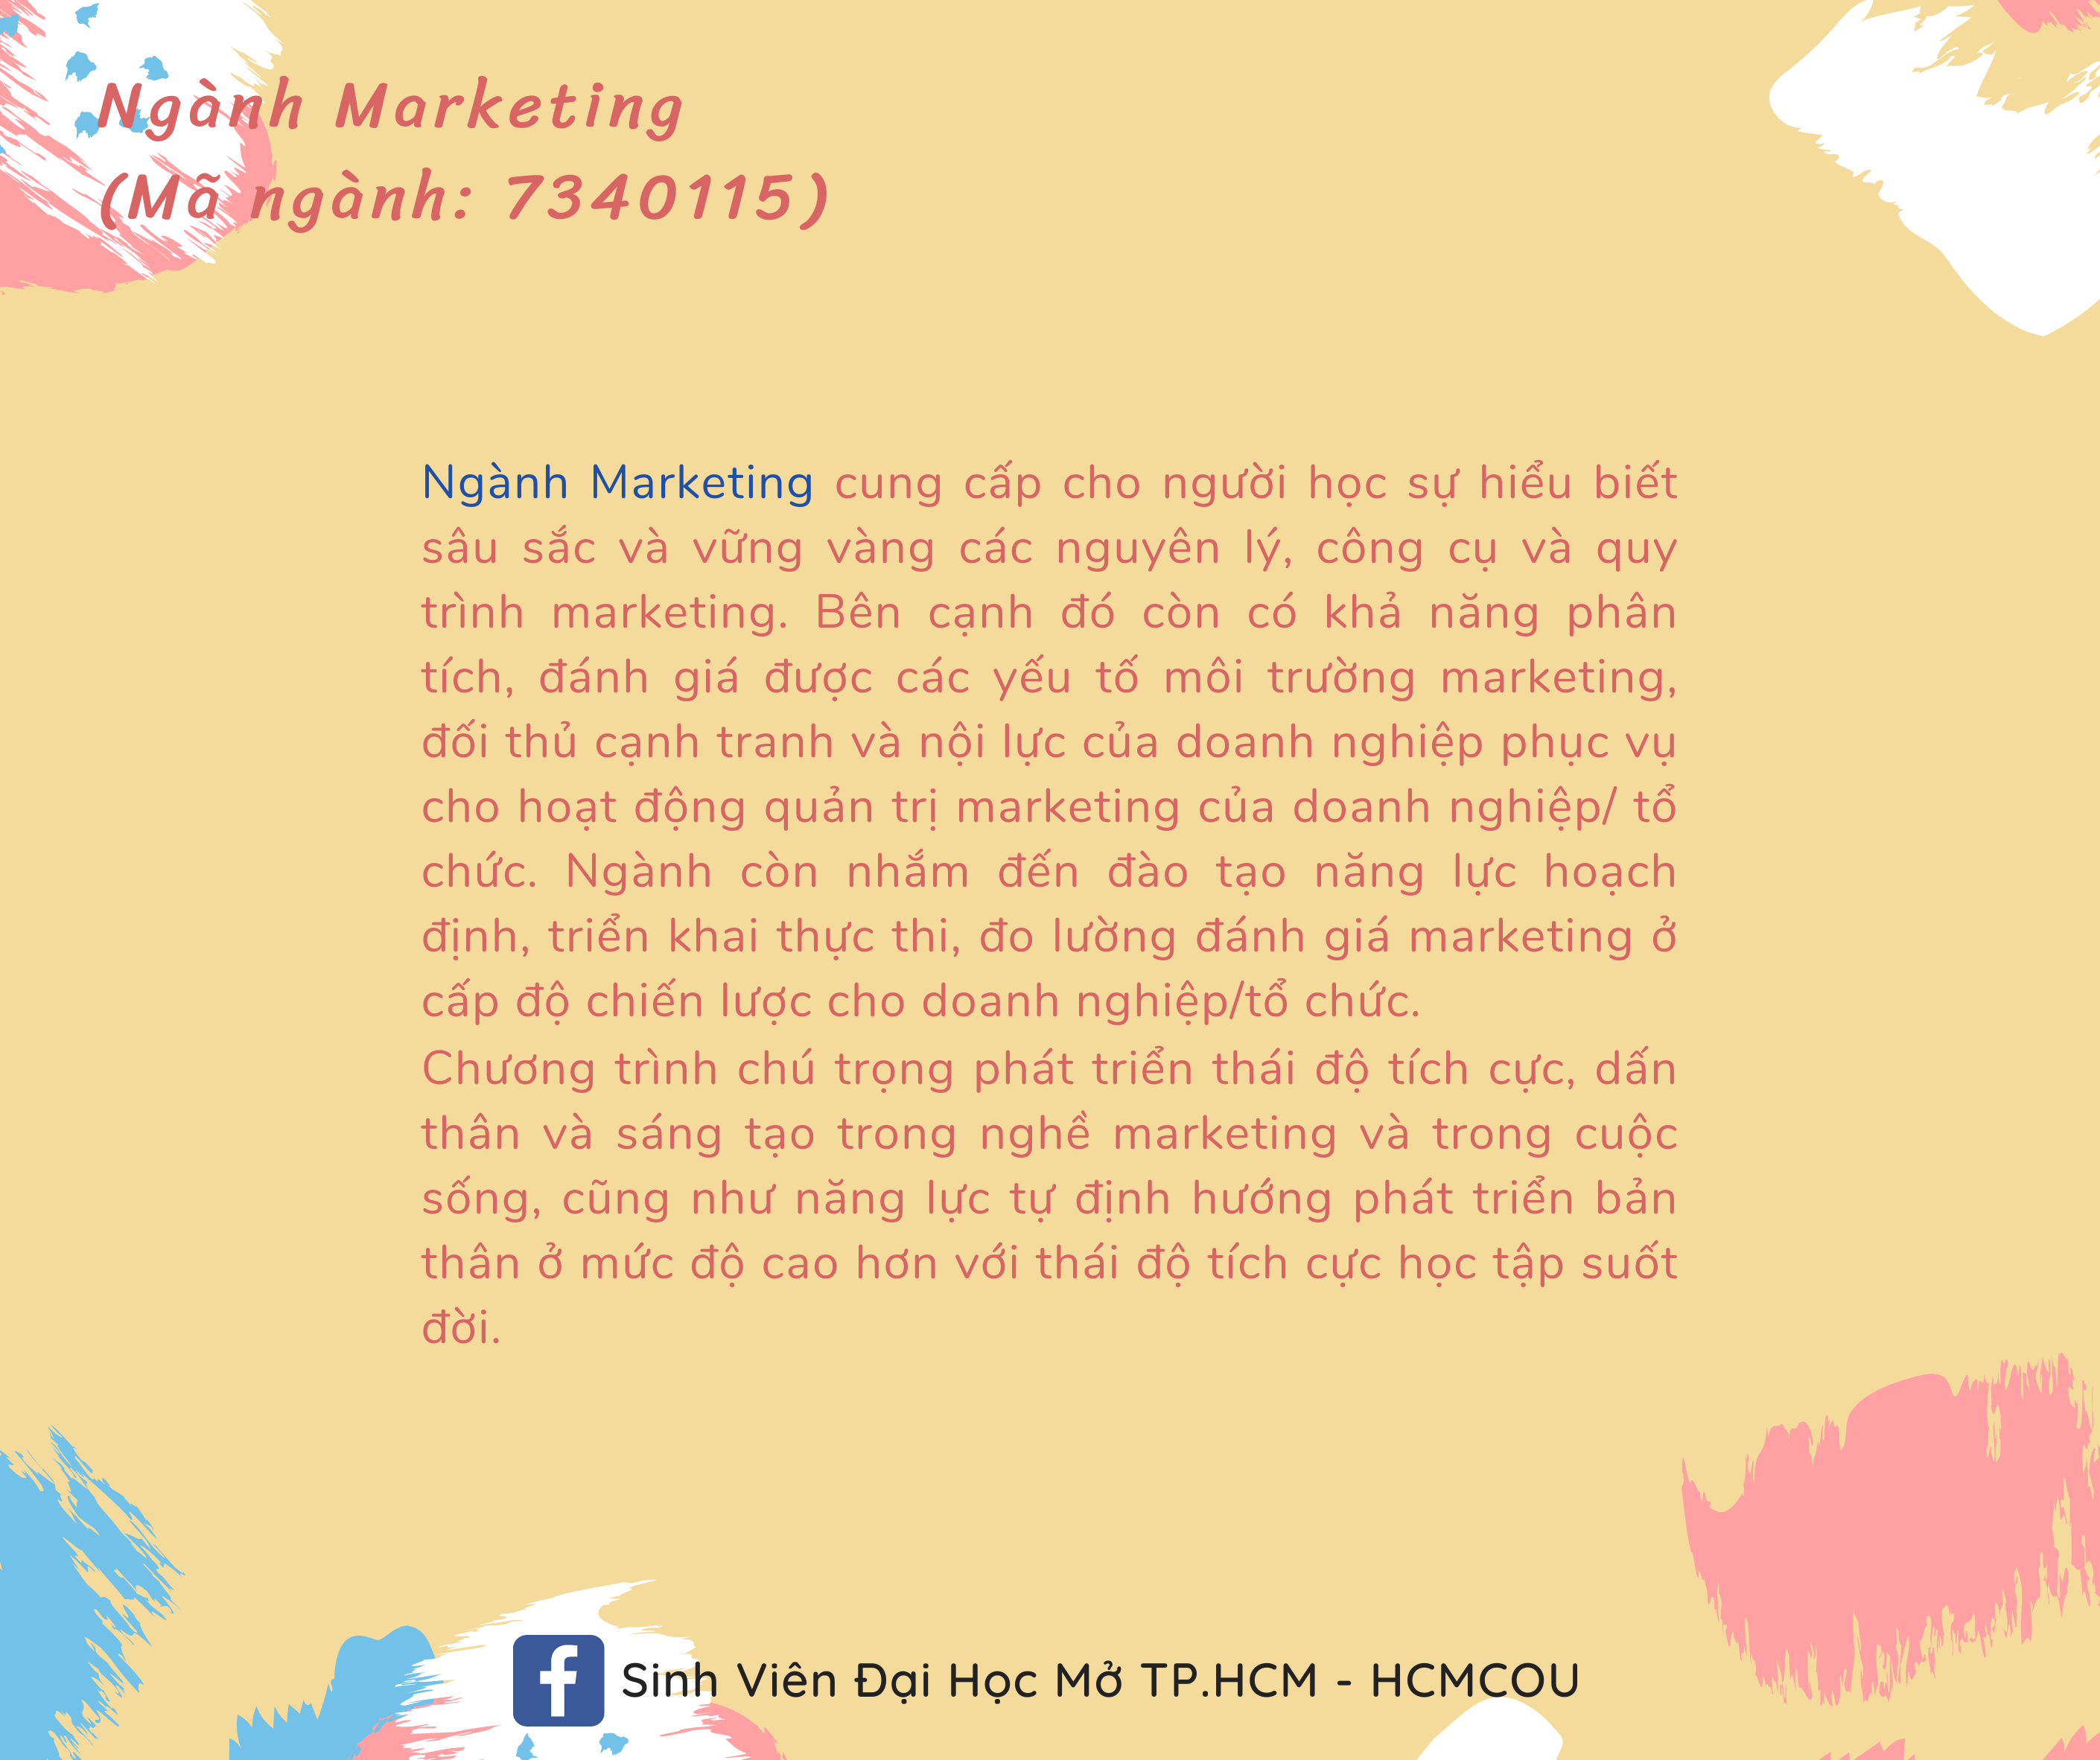 Ngành Marketing
(Mã ngành: 7340115)
Ngành Marketing cung cấp cho người học sự hiểu biết
sâu sắc và vững vàng các nguyên lý, công cụ và quy
trình marketing. Bên cạnh đó còn có khả năng phân
tích, đánh giá được các yếu tố môi trường marketing,
đối thủ cạnh tranh và nội lực của doanh nghiệp phục vụ
cho hoạt động quản trị marketing của doanh nghiệp/ tổ
chức. Ngành còn nhắm đến đào tạo năng lực hoạch
định, triển khai thực thi, đo lường đánh giá marketing ở
cấp độ chiến lược cho doanh nghiệp/tổ chức.
Chương trình chú trọng phát triển thái độ tích cực, dấn
thân và sáng tạo trong nghề marketing và trong cuộc
sống, cũng như năng lực tự định hướng phát triển bản
thân ở mức độ cao hơn với thái độ tích cực học tập suốt
đời.
Sinh Viên Đại Học Mở TP.HCM - HCMCOU